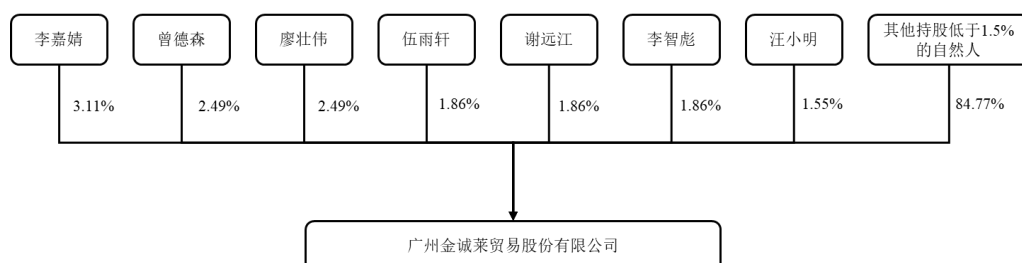 李嘉婧
曾德森
廖壮伟
伍雨轩
谢远江
李智彪
汪小明
其他持股低于1.5%
的自然人
3.11%
2.49%
2.49%
1.86%
1.86%
1.86%
1.55%
84.77%
广州金诚莱贸易股份有限公司